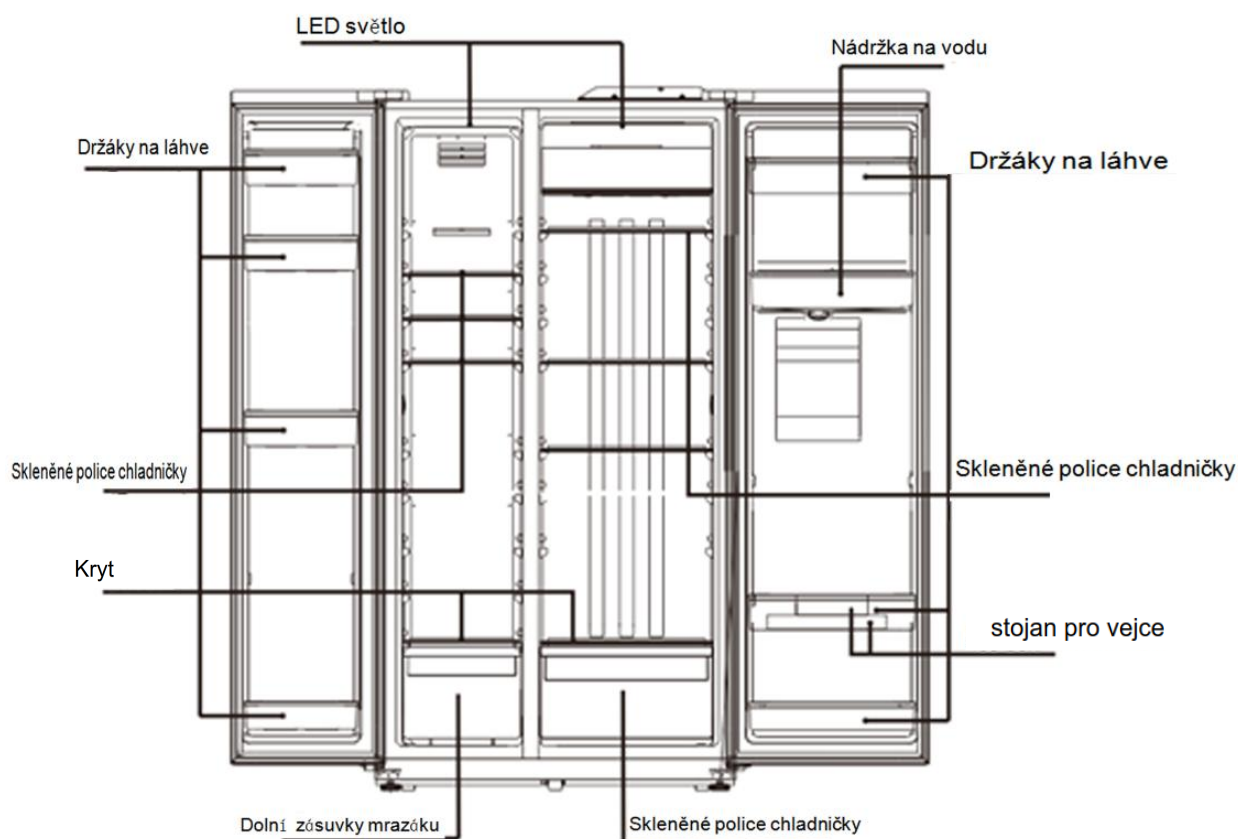 LED světlo
Nádržka na vodu
Držáky na láhve
Držáky na láhve
Skleněné police chladničky
Skleněné police chladničky
Kryt
stojan pro vejce
Dolní zásuvky mrazáku
Skleněné police chladničky